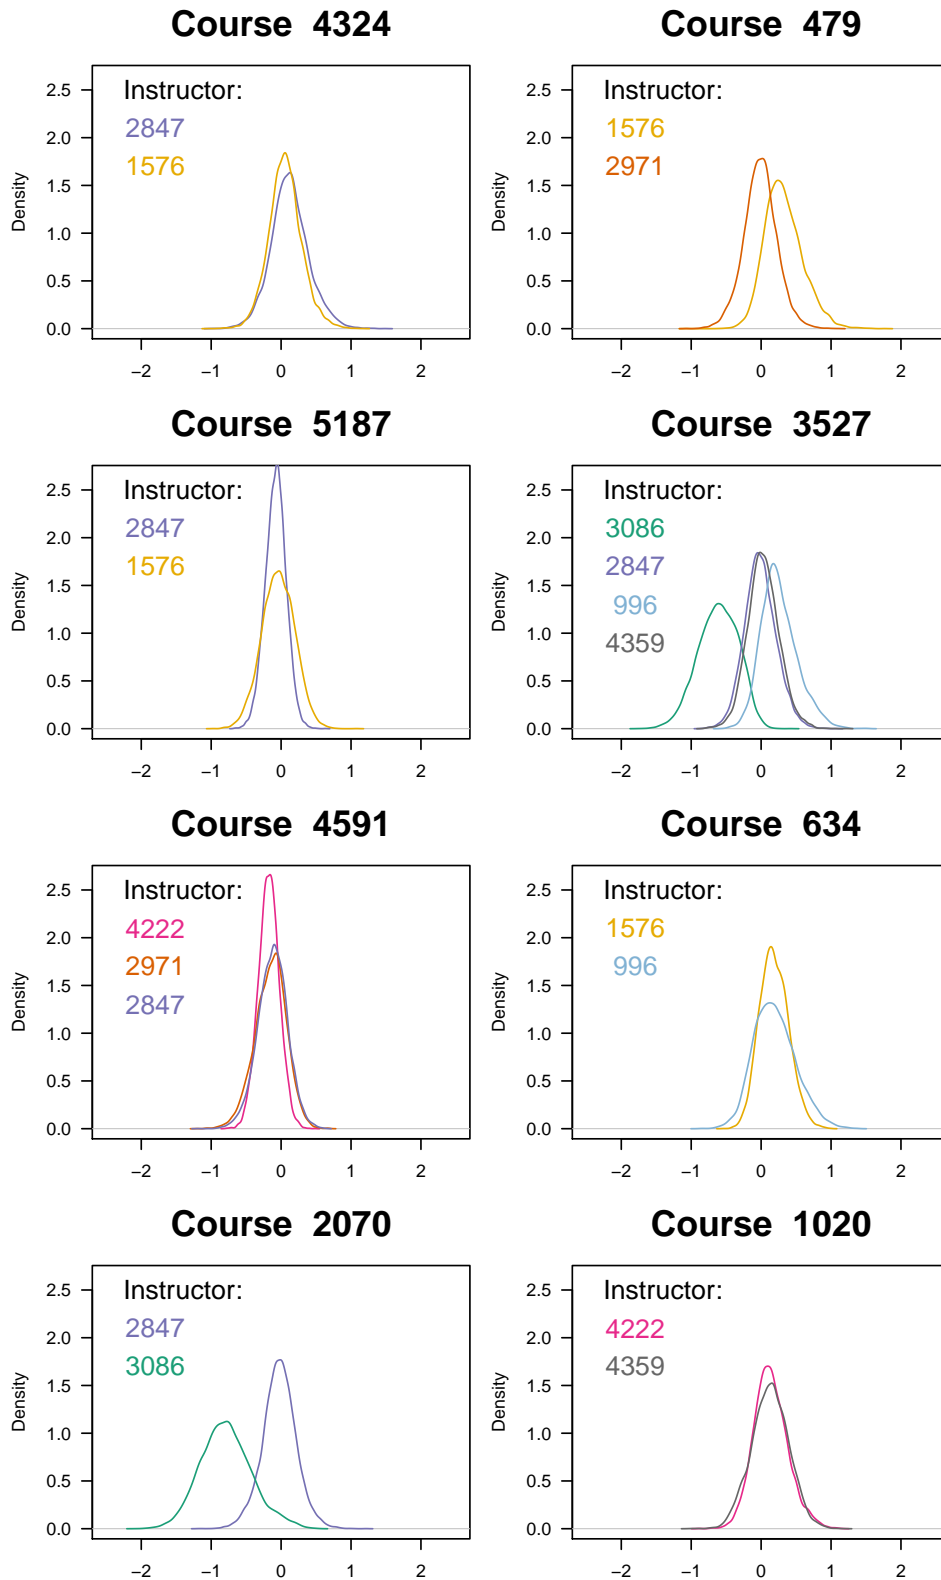 Course 4324
Instructor:
2847
1576
Density
0.0
0.5
1.0
1.5
2.0
2.5
−2 −1 0 1 2
Course 479
Instructor:
1576
2971
Density
0.0
0.5
1.0
1.5
2.0
2.5
−2 −1 0 1 2
Course 5187
Instructor:
2847
1576
Density
0.0
0.5
1.0
1.5
2.0
2.5
−2 −1 0 1 2
Course 3527
Instructor:
3086
2847
996
4359
Density
0.0
0.5
1.0
1.5
2.0
2.5
−2 −1 0 1 2
Course 4591
Instructor:
4222
2971
2847
Density
0.0
0.5
1.0
1.5
2.0
2.5
−2 −1 0 1 2
Course 634
Instructor:
1576
996
Density
0.0
0.5
1.0
1.5
2.0
2.5
−2 −1 0 1 2
Course 2070
Instructor:
2847
3086
Density
0.0
0.5
1.0
1.5
2.0
2.5
−2 −1 0 1 2
Course 1020
Instructor:
4222
4359
Density
0.0
0.5
1.0
1.5
2.0
2.5
−2 −1 0 1 2